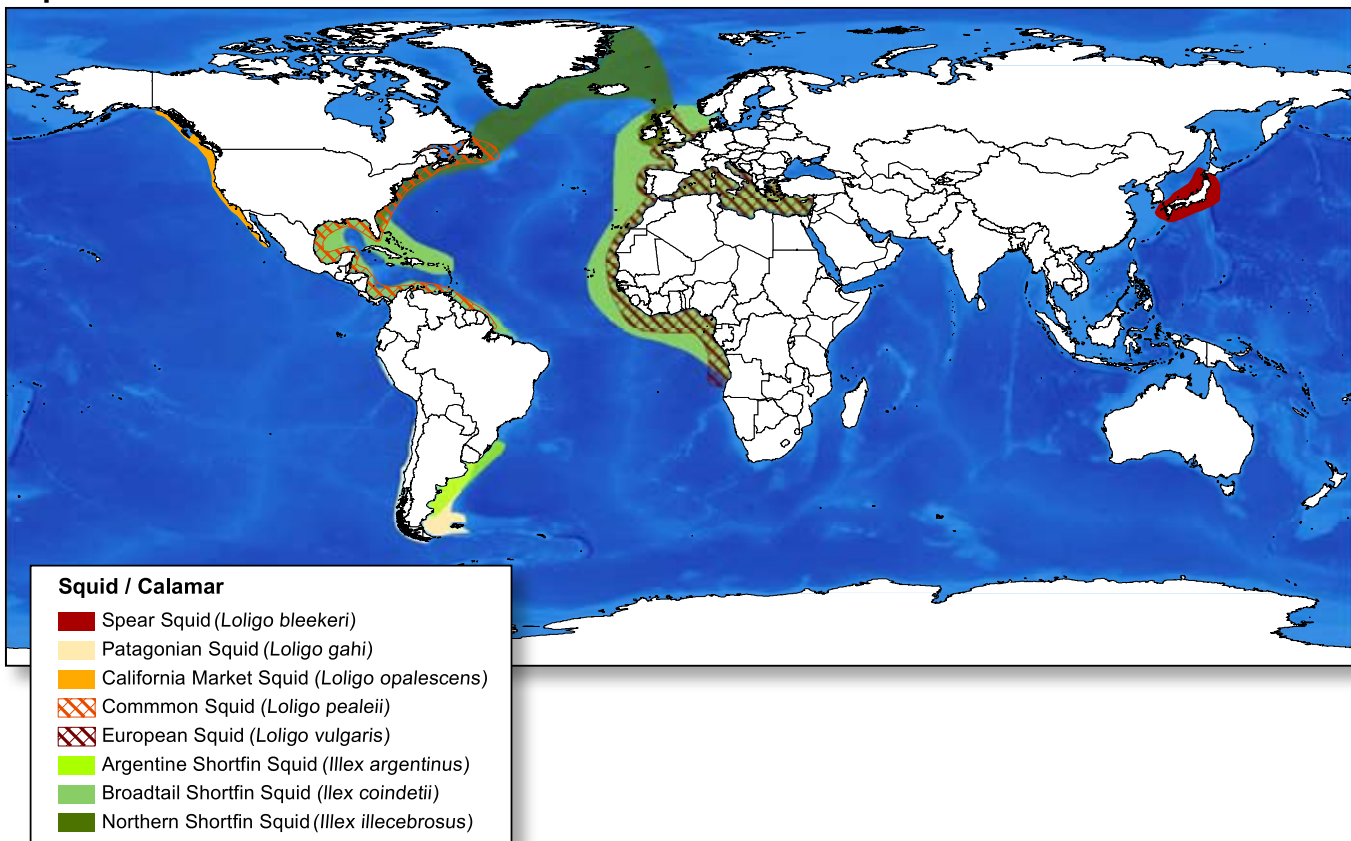 Squid / Calamar
Spear Squid (Loligo bleekeri)
Patagonian Squid (Loligo gahi)
California Market Squid (Loligo opalescens)
Commmon Squid (Loligo pealeii)
European Squid (Loligo vulgaris)
Argentine Shortfin Squid (Illex argentinus)
Broadtail Shortfin Squid (Ilex coindetii)
Northern Shortfin Squid (Illex illecebrosus)